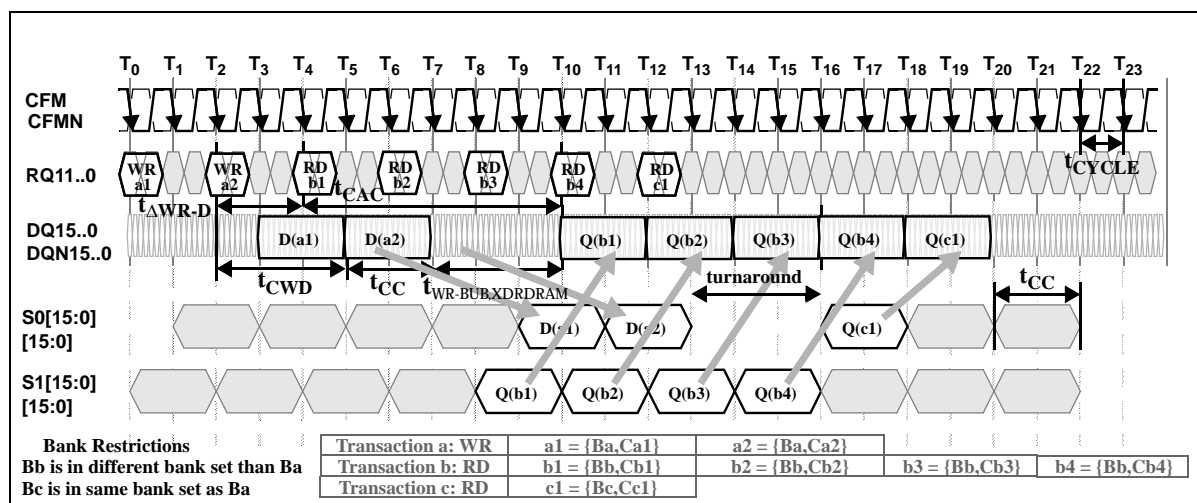 T0 T1 T2 T3 T4 T5 T6 T7 T8 T9 T10 T11 T12 T13 T14 T15 T16 T17 T18 T19 T20 T21 T22 T23
CFM
CFMN
RQ11..0
WR a1
WR a2
RD b1
RD b2
RD b3
RD b4
RD c1
tCYCLE
tΔWR-D
tCAC
DQ15..0
DQN15..0
D(a1) D(a2) Q(b1) Q(b2) Q(b3) Q(b4) Q(c1)
tCWD tCC tWR-BUB,XDRDRAM turnaround tCC
S0[15:0]
[15:0]
D(a1) D(a2) Q(c1)
S1[15:0]
[15:0]
Q(b1) Q(b2) Q(b3) Q(b4)
Bank Restrictions
Transaction a: WR a1 = {Ba,Ca1} a2 = {Ba,Ca2}
Bb is in different bank set than Ba
Transaction b: RD b1 = {Bb,Cb1} b2 = {Bb,Cb2} b3 = {Bb,Cb3} b4 = {Bb,Cb4}
Bc is in same bank set as Ba
Transaction c: RD c1 = {Bc,Cc1}